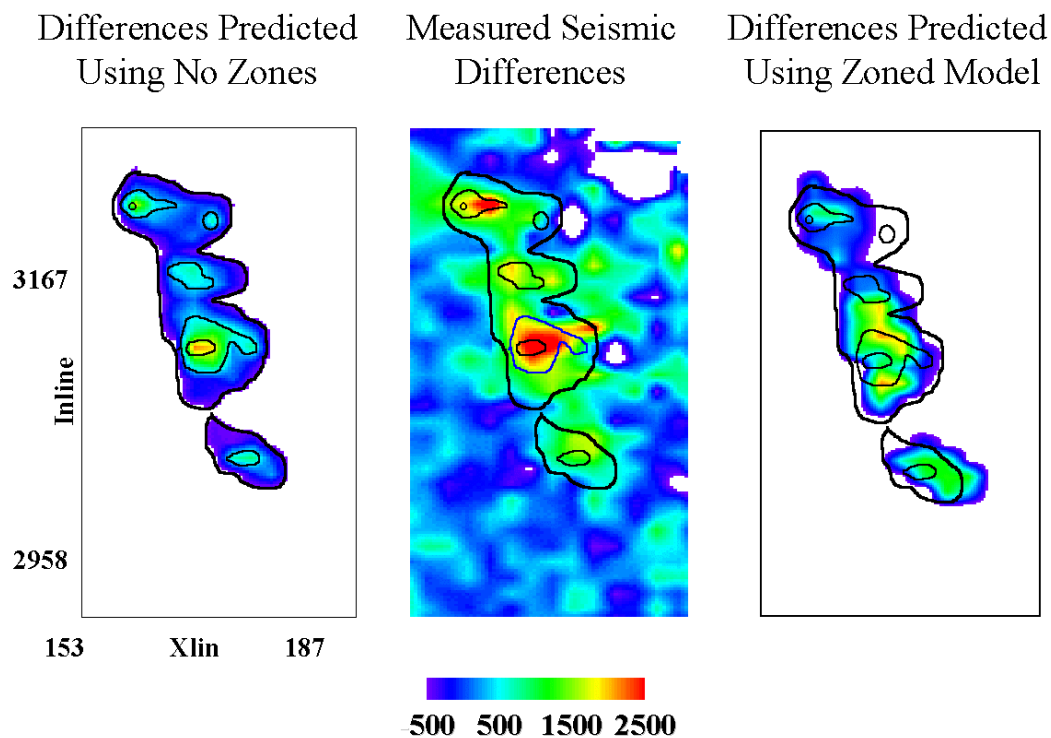 Differences Predicted
Using No Zones
Measured Seismic
Differences
Differences Predicted
Using Zoned Model
3167
Inline
2958
153 Xlin 187
-500 500 1500 2500